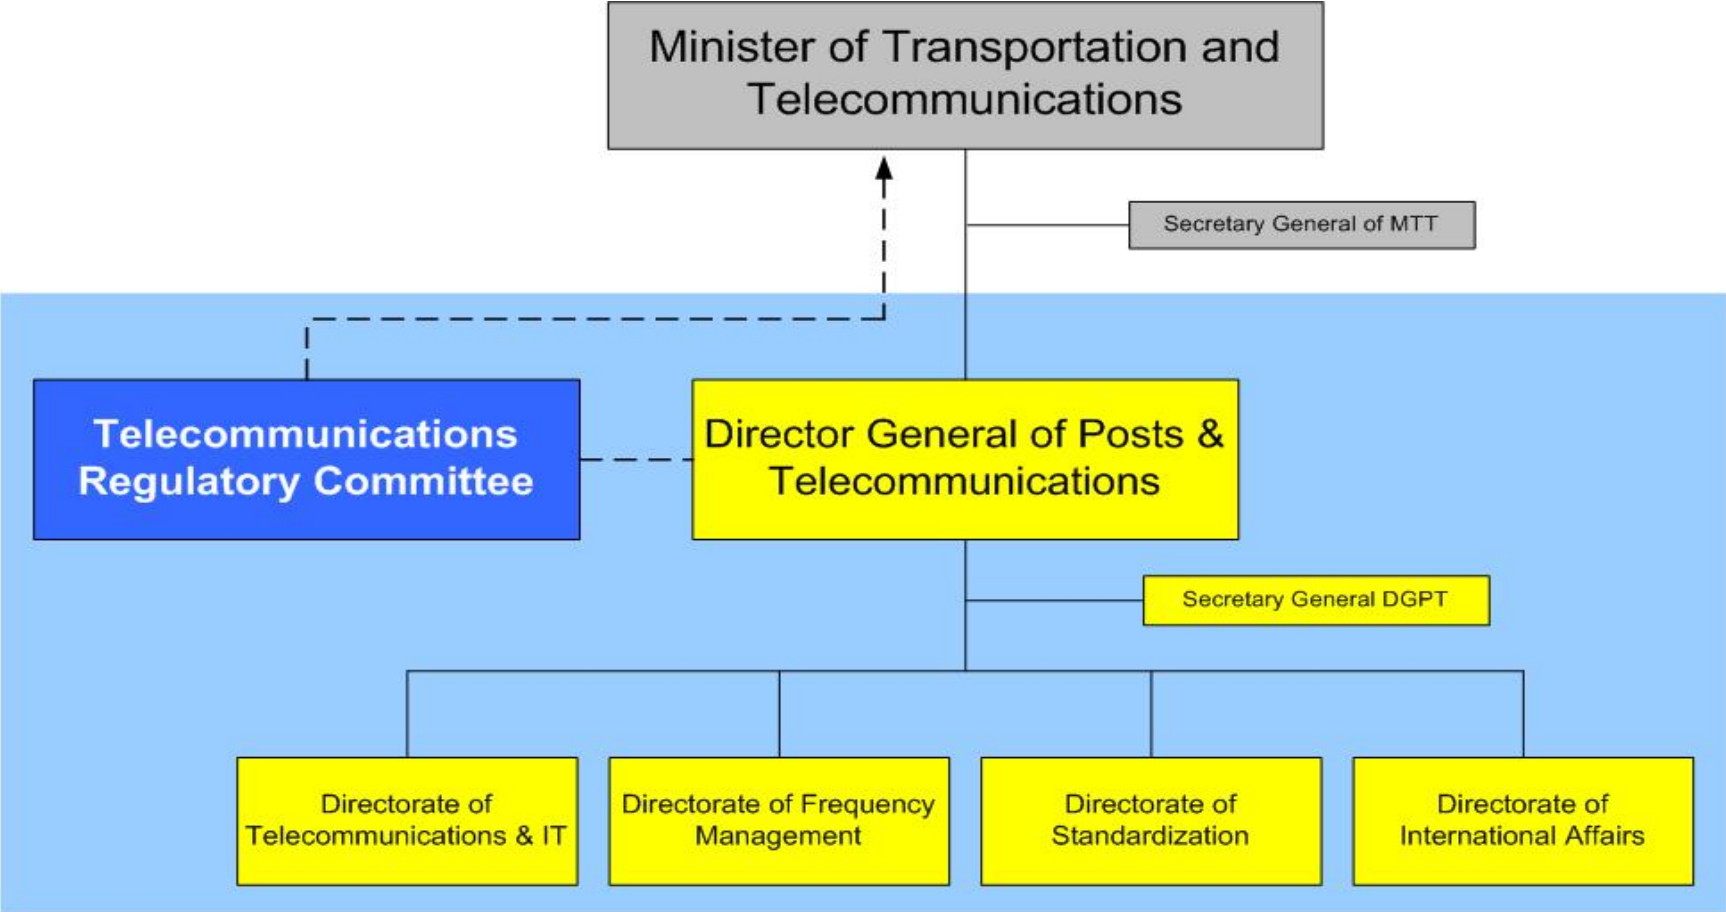 Minister of Transportation and
Telecommunications
Secretary General of MTT
Telecommunications
Regulatory Committee
Director General of Posts &
Telecommunications
Secretary General DGPT
Directorate of
Telecommunications & IT
Directorate of Frequency
Management
Directorate of
Standardization
Directorate of
International Affairs